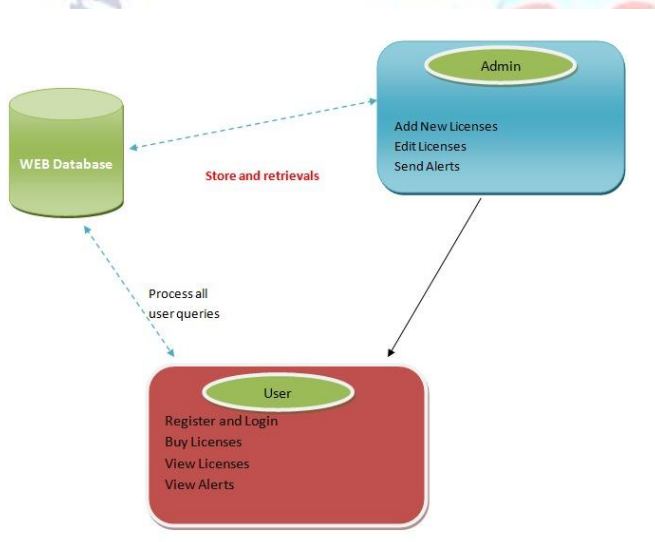 Admin
Add New Licenses
Edit Licenses
Send Alerts
WEB Database
Store and retrievals
Process all
user queries
User
Register and Login
Buy Licenses
View Licenses
View Alerts